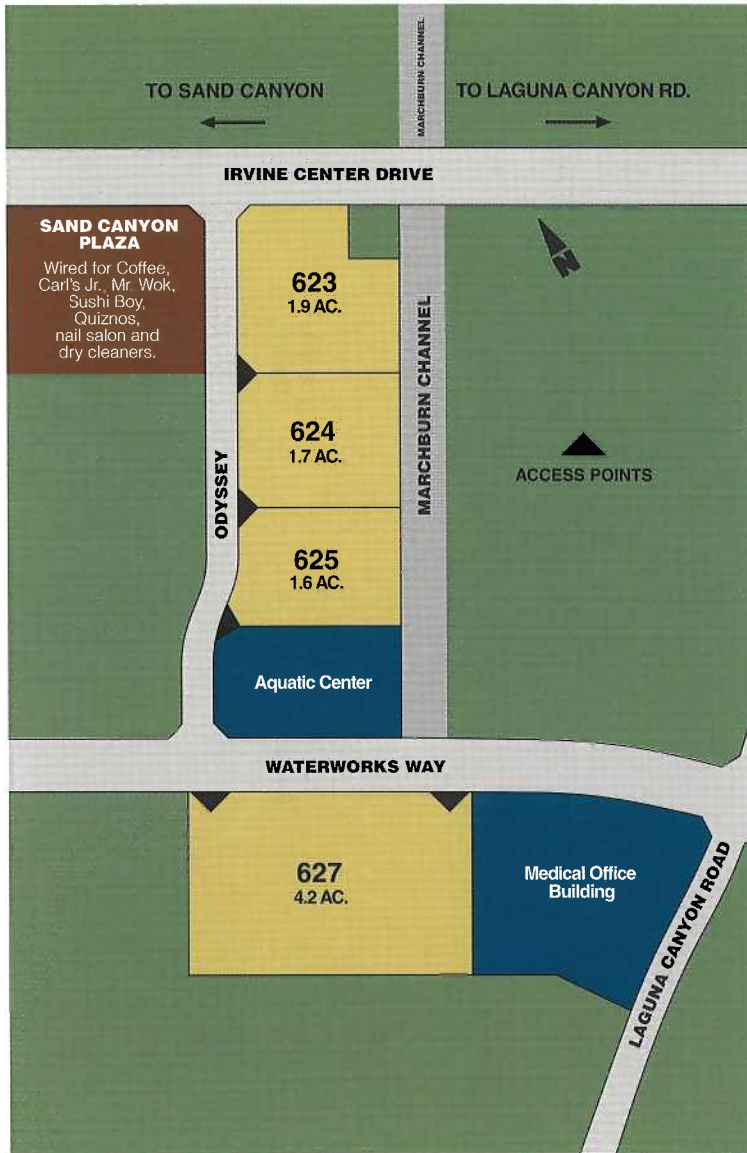 MARCHBURN CHANNEL
TO SAND CANYON
TO LAGUNA CANYON RD.
IRVINE CENTER DRIVE
SAND CANYON
PLAZA
Wired for Coffee,
Carl's Jr., Mr. Wok,
Sushi Boy,
Quiznos,
nail salon and
dry cleaners.
N
623
1.9 AC.
MARCHBURN CHANNEL
624
1.7 AC.
ODYSSEY
ACCESS POINTS
625
1.6 AC.
Aquatic Center
WATERWORKS WAY
627
4.2 AC.
Medical Office
Building
LAGUNA CANYON ROAD